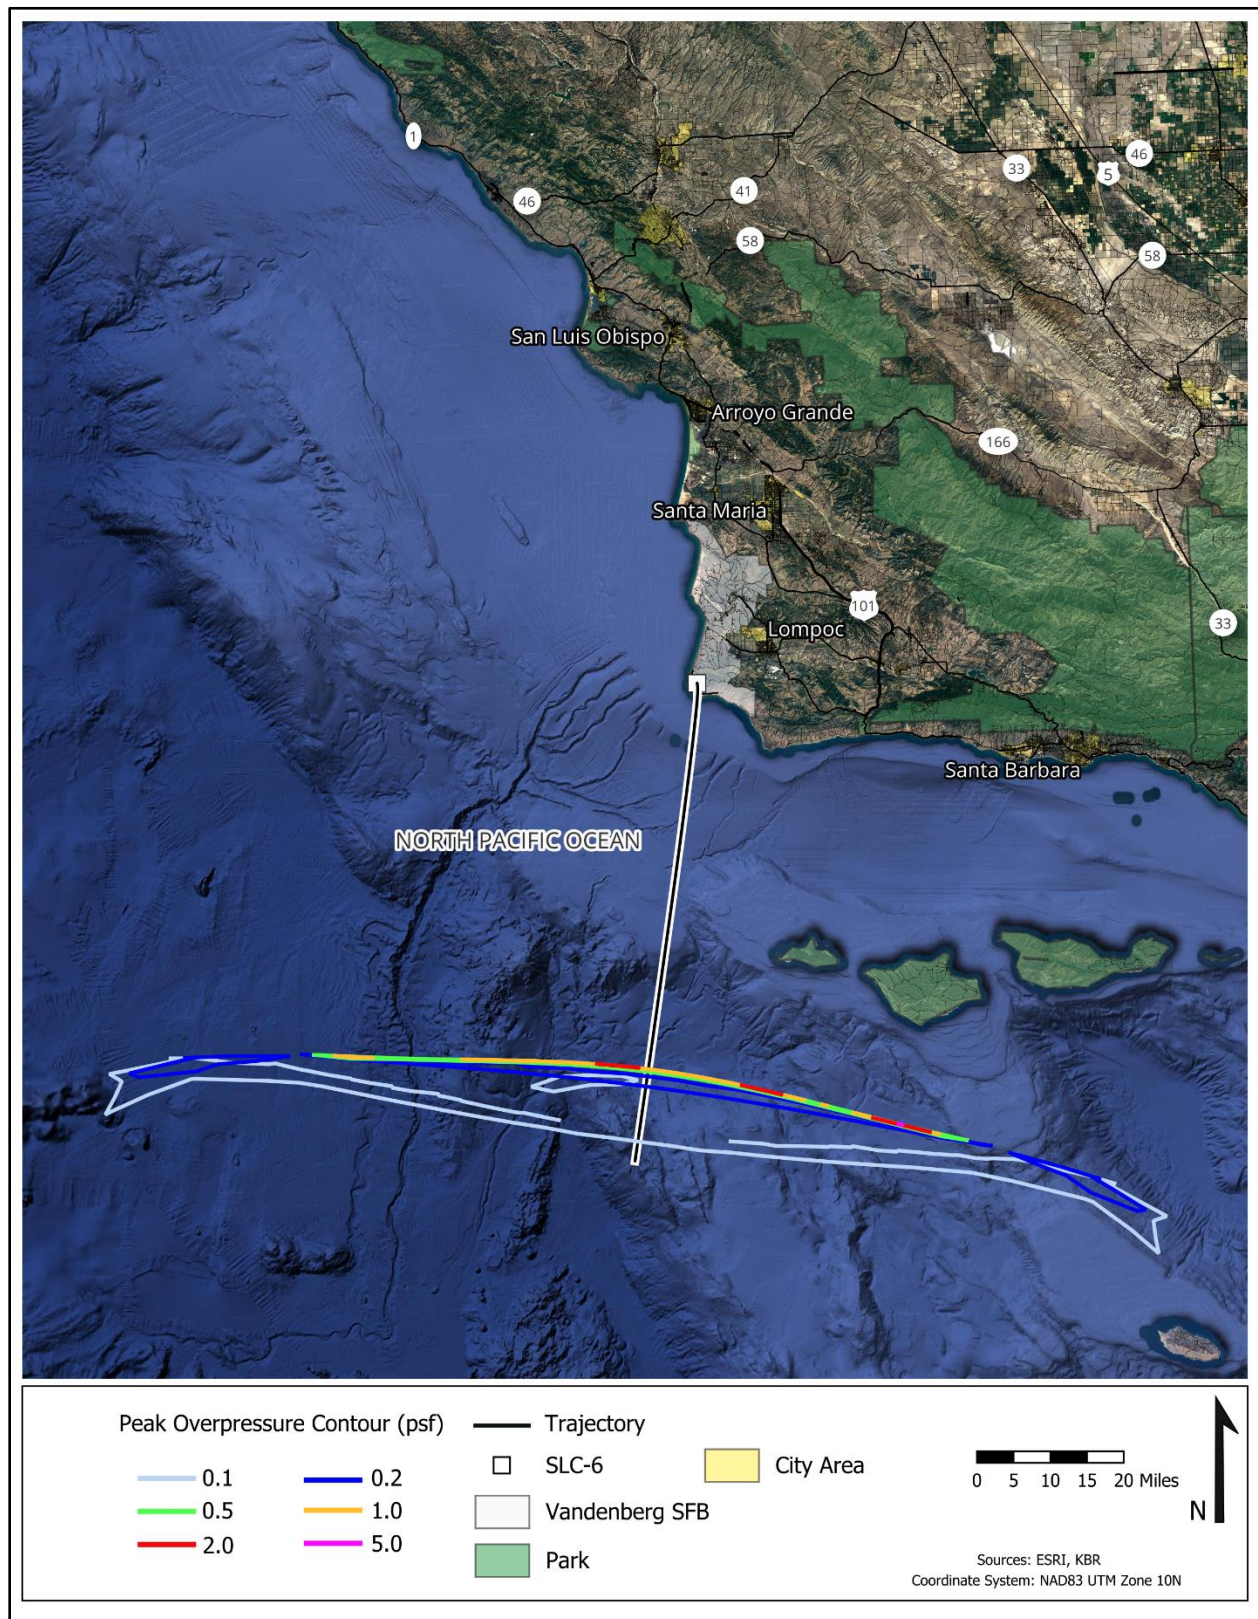 1
46
41
33
5
46
58
58
San Luis Obispo
Arroyo Grande
166
Santa Maria
101
33
Lompoc
Santa Barbara
NORTH PACIFIC OCEAN
Peak Overpressure Contour (psf)
0.1
0.2
0.5
1.0
2.0
5.0
Trajectory
SLC-6
City Area
Vandenberg SFB
Park
0 5 10 15 20 Miles
N
Sources: ESRI, KBR
Coordinate System: NAD83 UTM Zone 10N